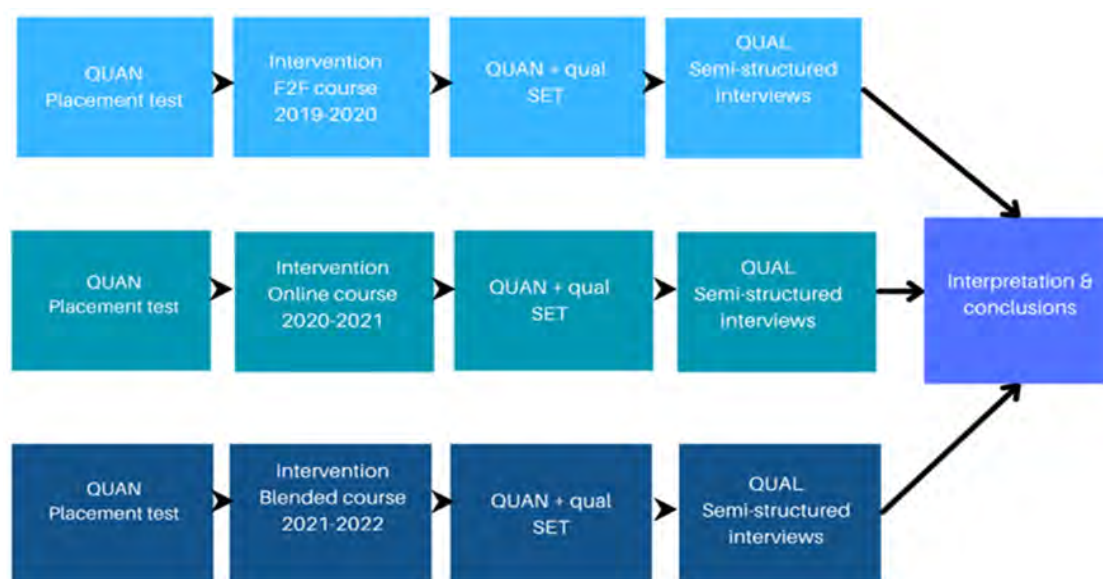 QUAN
Placement test
Intervention
F2F course
2019-2020
QUAN + qual
SET
QUAL
Semi-structured
interviews
QUAN
Placement test
Intervention
Online course
2020-2021
QUAN + qual
SET
QUAL
Semi-structured
interviews
Interpretation &
conclusions
QUAN
Placement test
Intervention
Blended course
2021-2022
QUAN + qual
SET
QUAL
Semi-structured
interviews